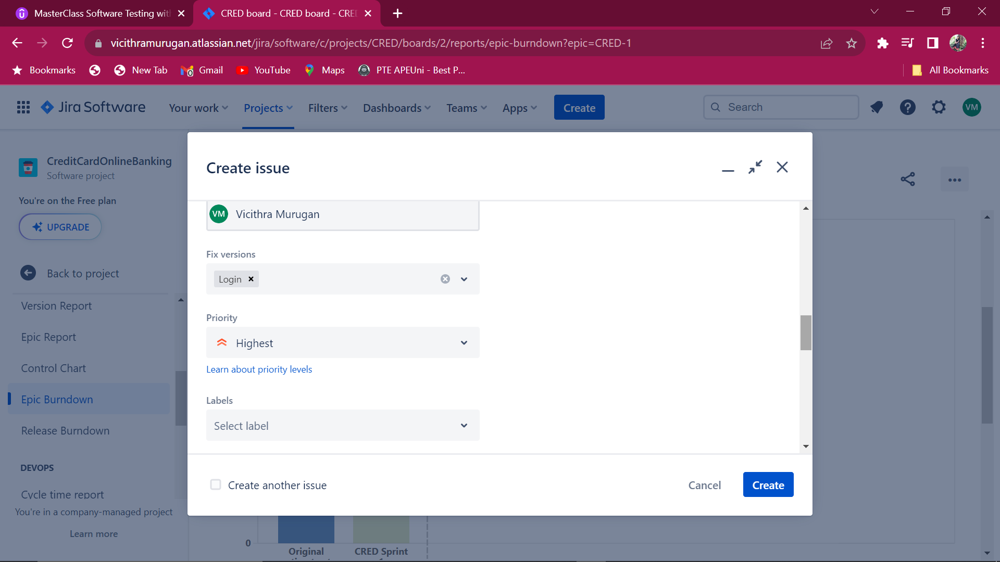 MasterClass Software Testing wit
CRED board - CRED board - CRE
vicithramurugan.atlassian.net/jira/software/c/projects/CRED/boards/2/reports/epic-burndown?epic=CRED-1
Bookmarks New Tab Gmail YouTube Maps PTE APEUni - Best P... All Bookmarks
Jira Software Your work Projects Filters Dashboards Teams Apps Create Search VM
CreditCardOnlineBanking
Software project
You're on the Free plan
UPGRADE
Back to project
Version Report
Epic Report
Control Chart
Epic Burndown
Release Burndown
DEVOPS
Cycle time report
You're in a company-managed project
Learn more
Create issue
VM Vicithra Murugan
Fix versions
Login
Priority
Highest
Learn about priority levels
Labels
Select label
Create another issue Cancel Create
0
Original CRED Sprint